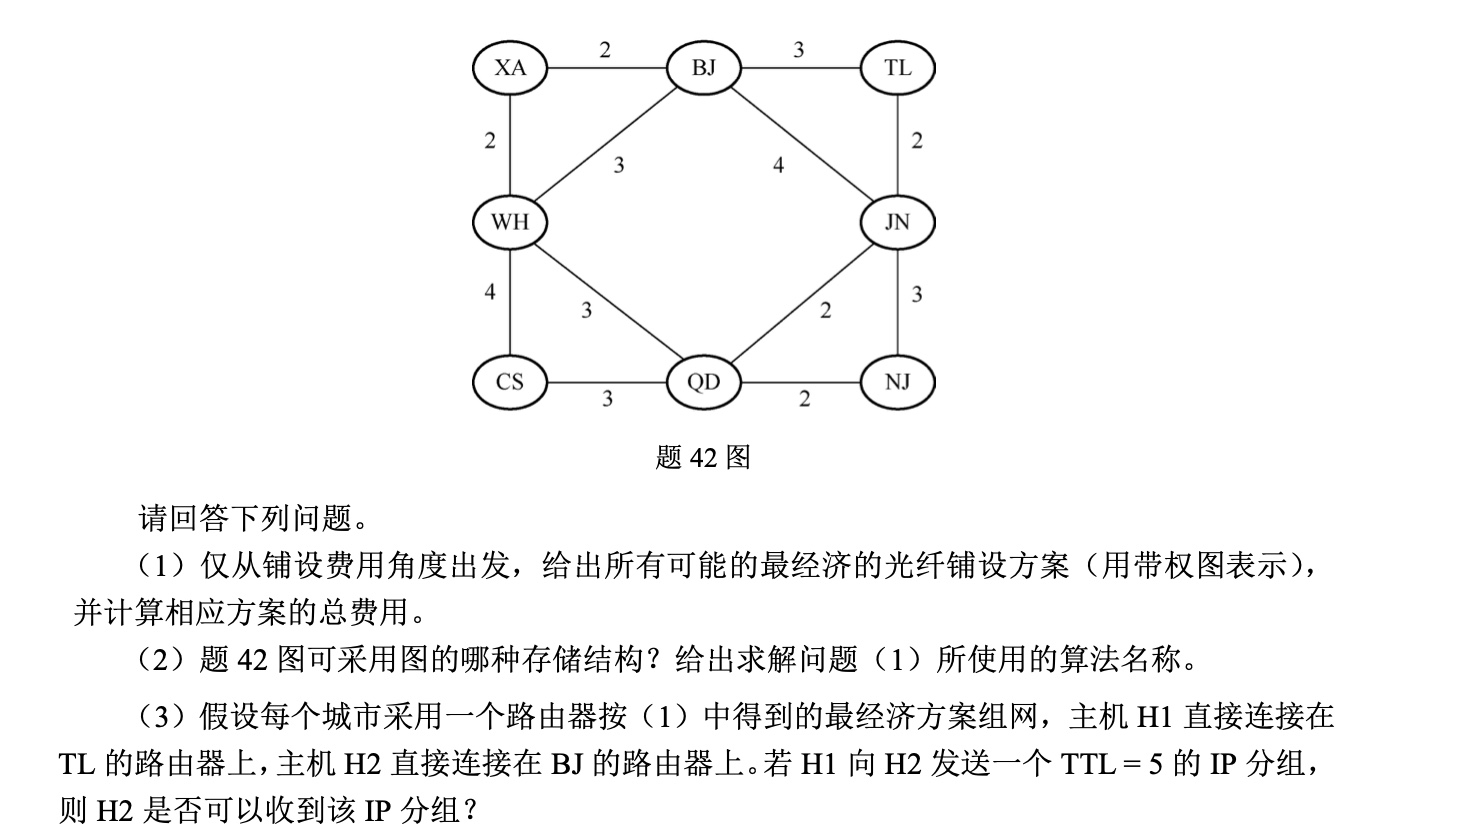 XA 2 BJ 3 TL
2 3 4 2
WH JN
4 3 2 3
CS 3 QD 2 NJ
题 42 图
请回答下列问题。
（1）仅从铺设费用角度出发，给出所有可能的最经济的光纤铺设方案（用带权图表示），
并计算相应方案的总费用。
（2）题 42 图可采用图的哪种存储结构？给出求解问题（1）所使用的算法名称。
（3）假设每个城市采用一个路由器按（1）中得到的最经济方案组网，主机 H1 直接连接在
TL 的路由器上，主机 H2 直接连接在 BJ 的路由器上。若 H1 向 H2 发送一个 TTL = 5 的 IP 分组，
则 H2 是否可以收到该 IP 分组？